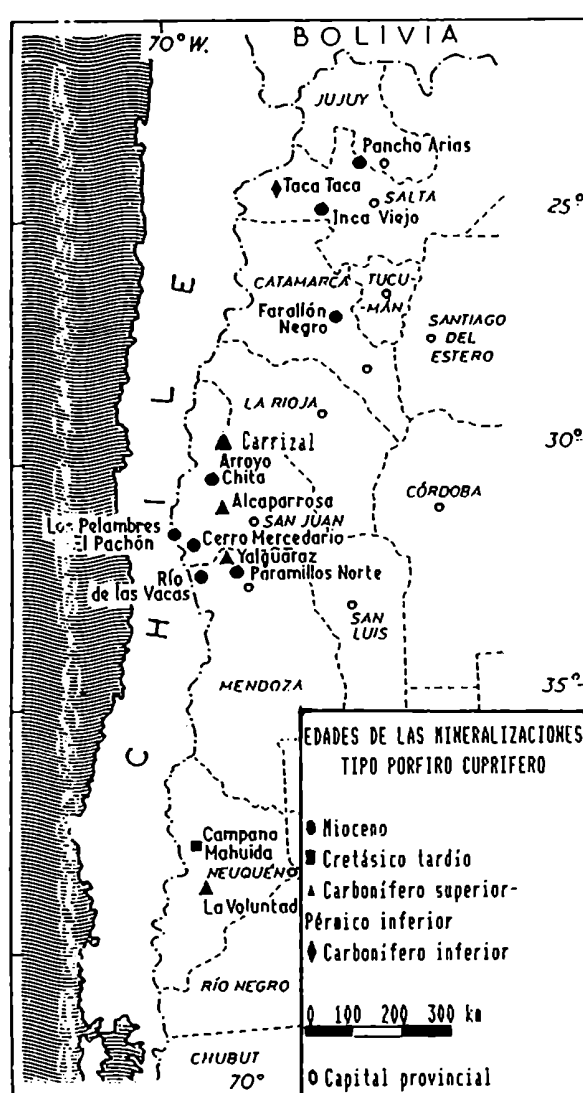 70° W.
BOLIVIA
JUJUY
Pancho Arias
Taca Taca
SALTA
25°
Inca Viejo
CATAMARCA
TUCU-
MÁN
Farallón
Negro
SANTIAGO
DEL
ESTERO
LA RIOJA
30°
Carrizal
Arroyo
Chita
Alcaparrosa
CÓRDOBA
SAN JUAN
Los Pelambres
El Pachón
Cerro Mercedario
Yalgüaraz
Río
de las Vacas
Paramillos Norte
SAN
LUIS
CHILE
MENDOZA
35°
EDADES DE LAS MINERALIZACIONES
TIPO PORFIRO CUPRIFERO
Mioceno
Cretásico tardío
Carbonífero superior-
Pérmico inferior
Carbonífero inferior
0 100 200 300 km
Capital provincial
Campana
Mahuida
NEUQUÉN
La Voluntad
RÍO NEGRO
CHUBUT
70°